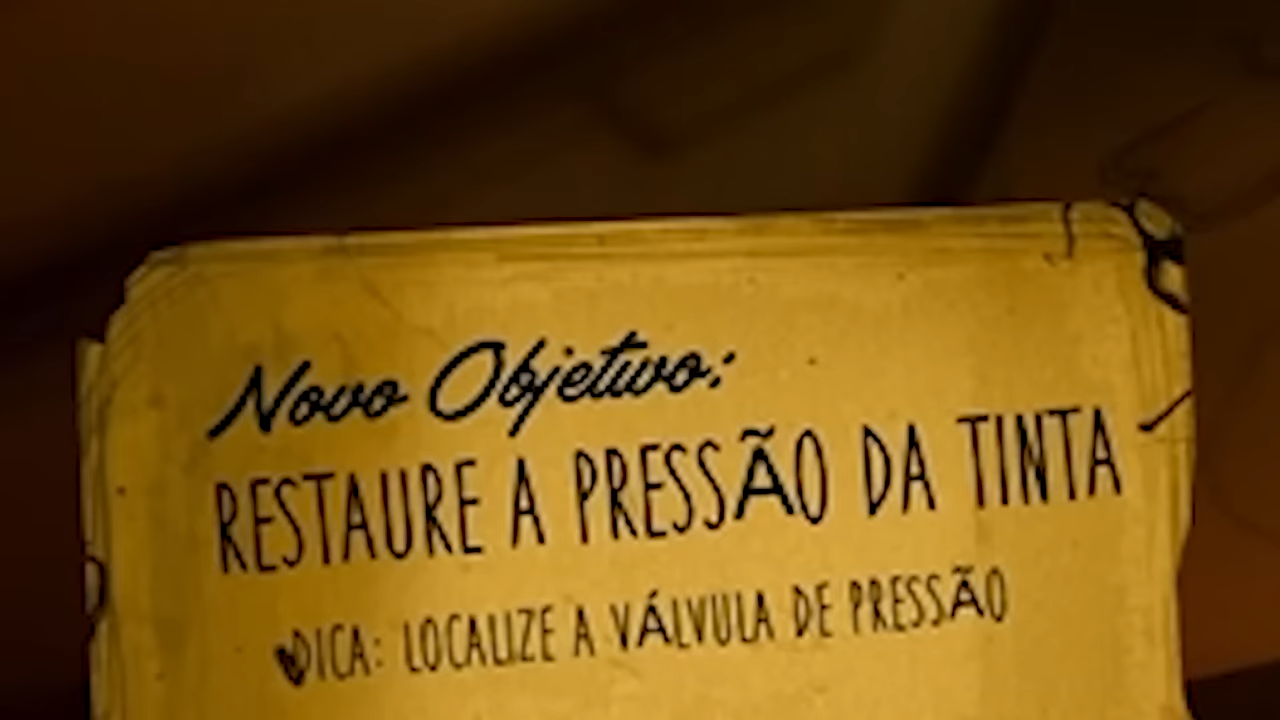 Novo Objetivo:
RESTAURE A PRESSÃO DA TINTA
DICA: LOCALIZE A VÁLVULA DE PRESSÃO